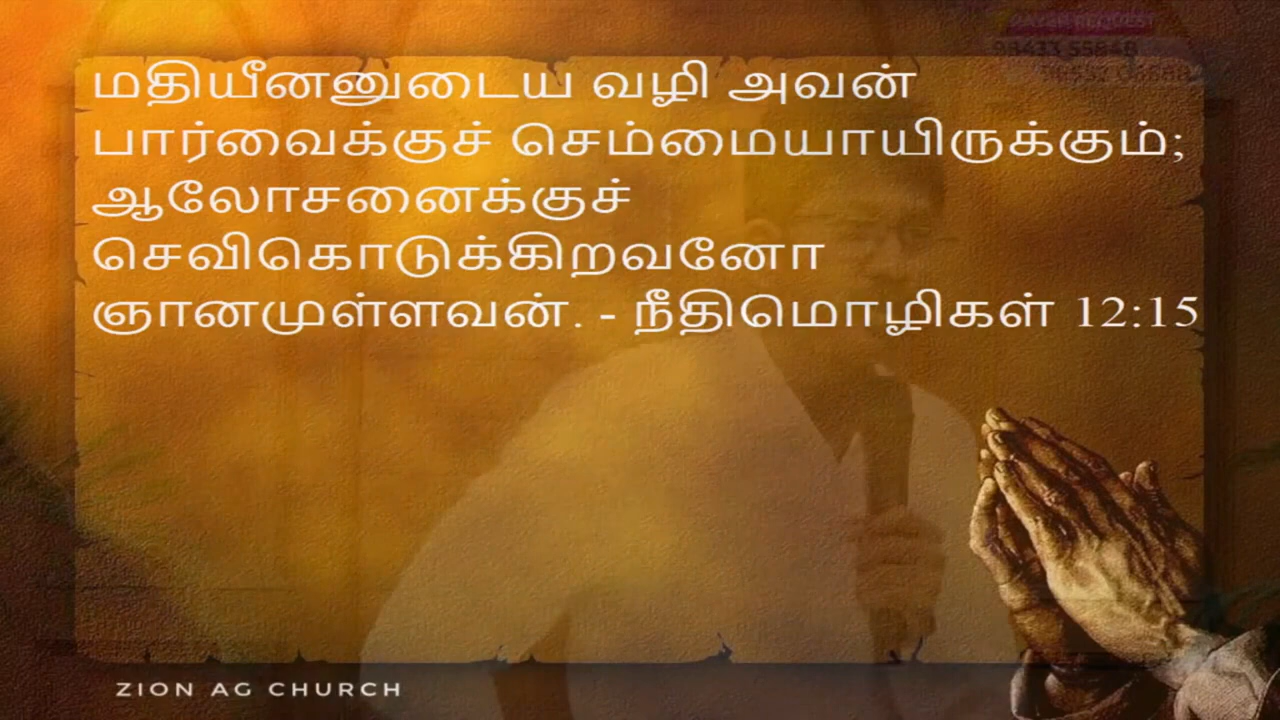 மதியீனனுடைய வழி அவன்
பார்வைக்குச் செம்மையாயிருக்கும்;
ஆலோசனைக்குச்
செவிகொடுக்கிறவனோ
ஞானமுள்ளவன். - நீதிமொழிகள் 12:15
ZION AG CHURCH